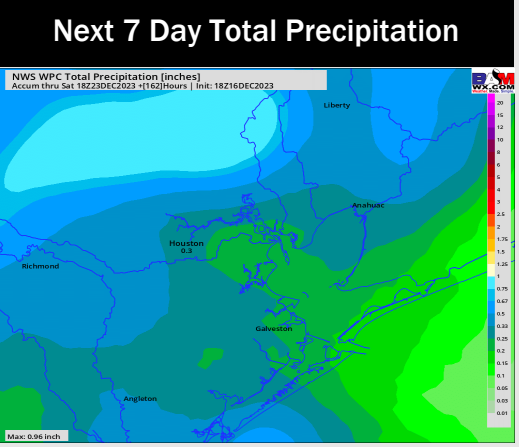 Next 7 Day Total Precipitation
NWS WPC Total Precipitation [inches]
Accum thru Sat 18Z23DEC2023 +[162]Hours | Init: 18Z16DEC2023
BAM
WX.COM
Liberty
Anahuac
Houston
0.3
Richmond
Galveston
Angleton
Max: 0.96 inch
20
15
12
10
8
6
5
4
3
2.5
2
1.75
1.5
1.25
1
0.75
0.67
0.5
0.33
0.25
0.2
0.15
0.1
0.05
0.03
0.01